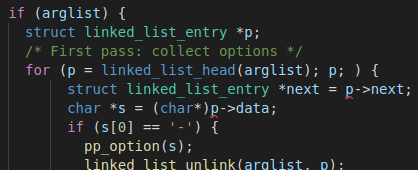 if (arglist) {
struct linked_list_entry *p;
/* First pass: collect options */
for (p = linked_list_head(arglist); p; ) {
struct linked_list_entry *next = p->next;
char *s = (char*)p->data;
if (s[0] == '-') {
pp_option(s);
linked_list_unlink(arglist, p);